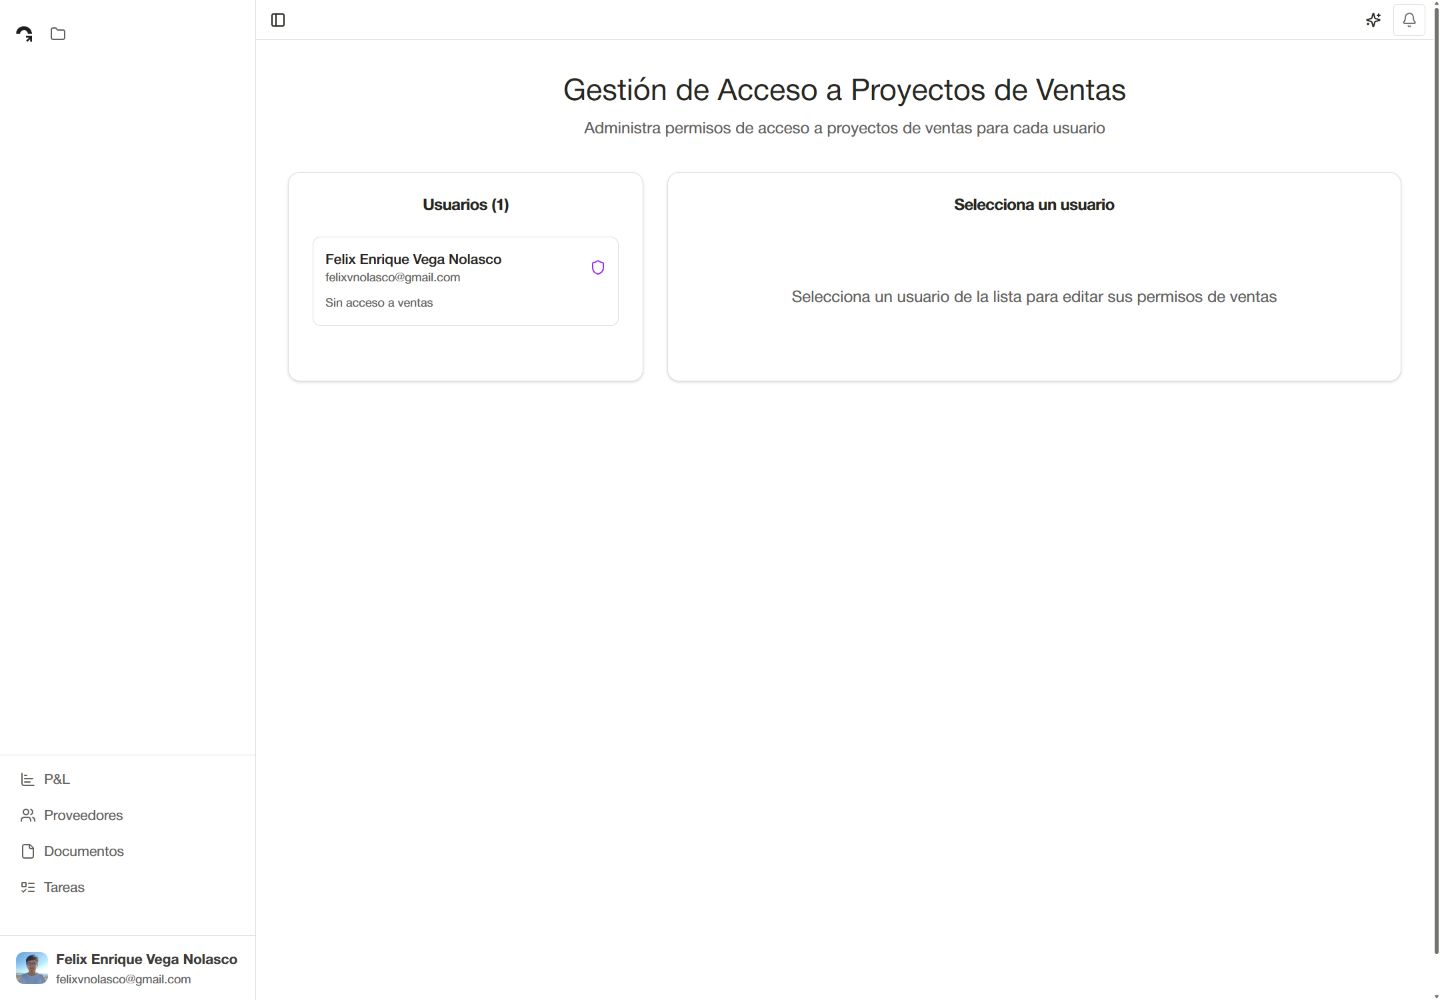 Gestión de Acceso a Proyectos de Ventas
Administra permisos de acceso a proyectos de ventas para cada usuario
Usuarios (1)
Felix Enrique Vega Nolasco
felixvnolasco@gmail.com
Sin acceso a ventas
Selecciona un usuario
Selecciona un usuario de la lista para editar sus permisos de ventas
P&L
Proveedores
Documentos
Tareas
Felix Enrique Vega Nolasco
felixvnolasco@gmail.com